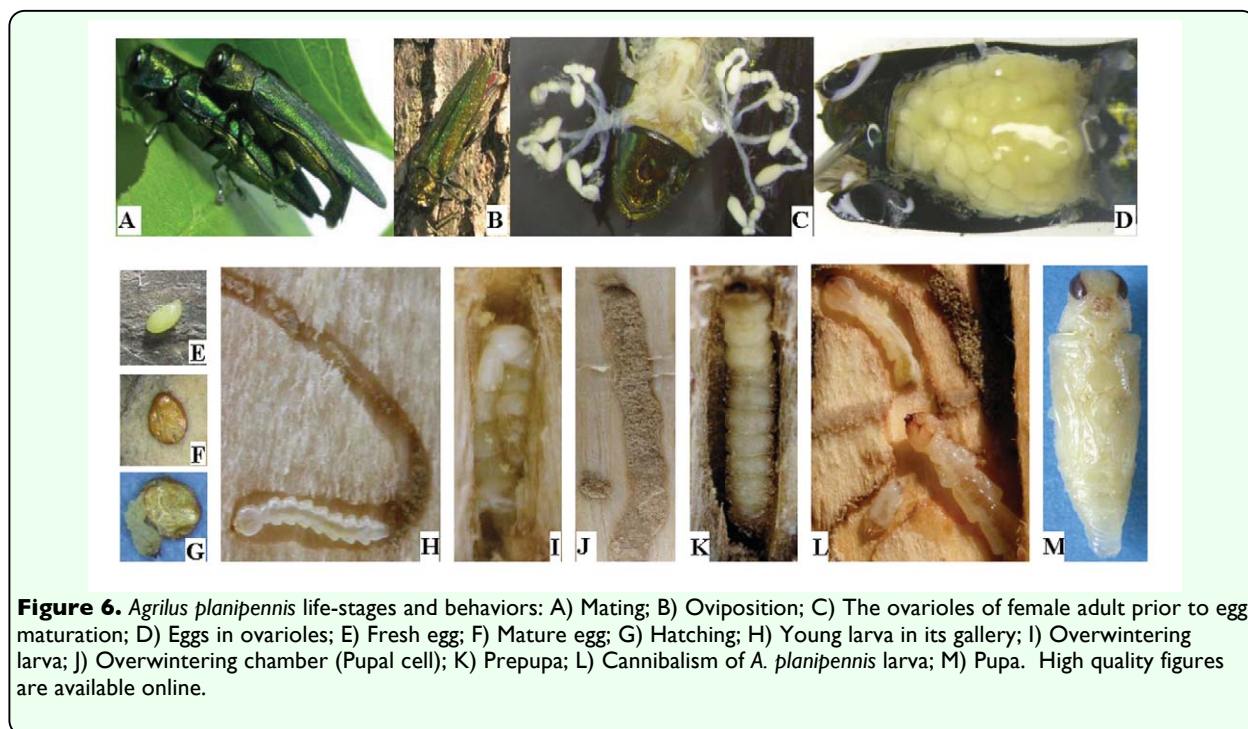 A
B
C
D
E
F
G
H
I
J
K
L
M
Figure 6. Agrilus planipennis life-stages and behaviors: A) Mating; B) Oviposition; C) The ovarioles of female adult prior to egg
maturation; D) Eggs in ovarioles; E) Fresh egg; F) Mature egg; G) Hatching; H) Young larva in its gallery; I) Overwintering
larva; J) Overwintering chamber (Pupal cell); K) Prepupa; L) Cannibalism of A. planipennis larva; M) Pupa. High quality figures
are available online.